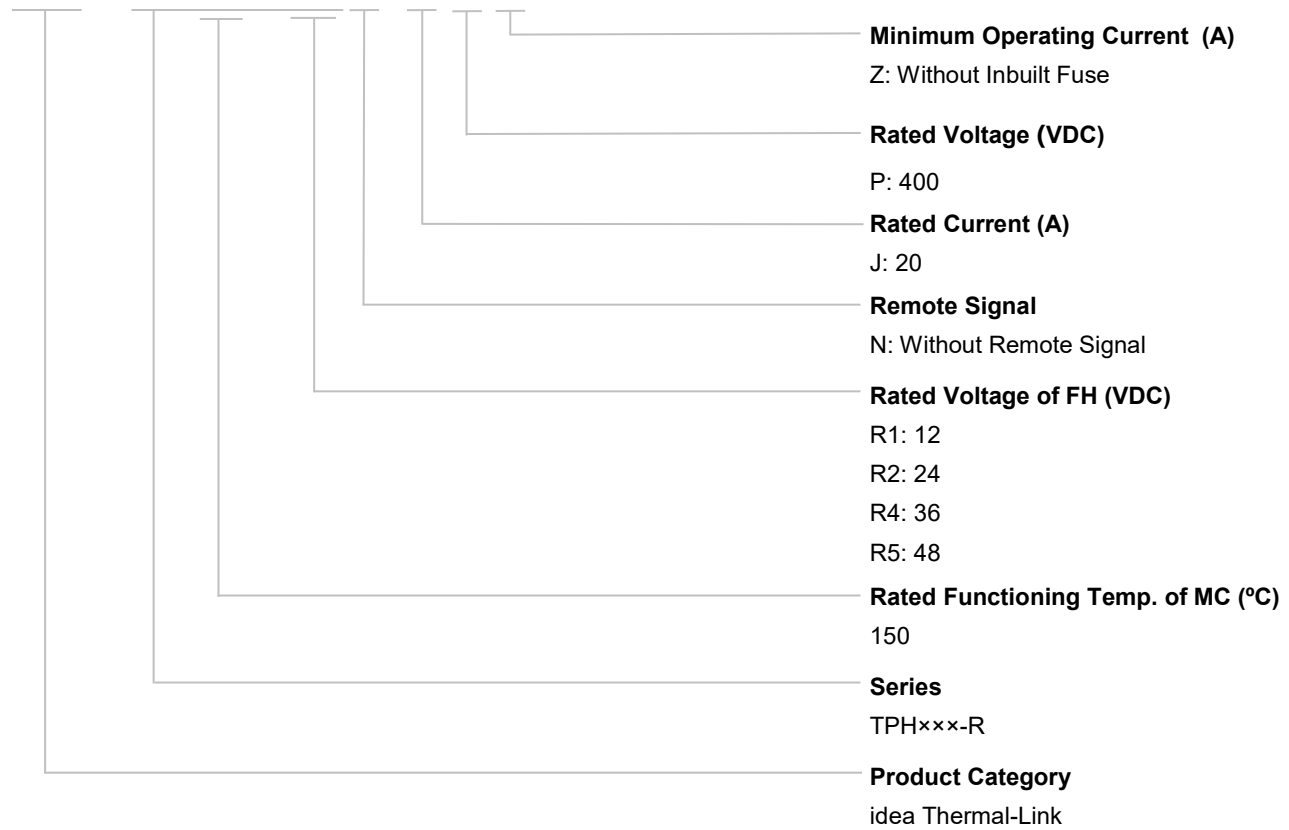 Minimum Operating Current (A)
Z: Without Inbuilt Fuse
Rated Voltage (VDC)
P: 400
Rated Current (A)
J: 20
Remote Signal
N: Without Remote Signal
Rated Voltage of FH (VDC)
R1: 12
R2: 24
R4: 36
R5: 48
Rated Functioning Temp. of MC (ºC)
150
Series
TPH×××-R
Product Category
idea Thermal-Link